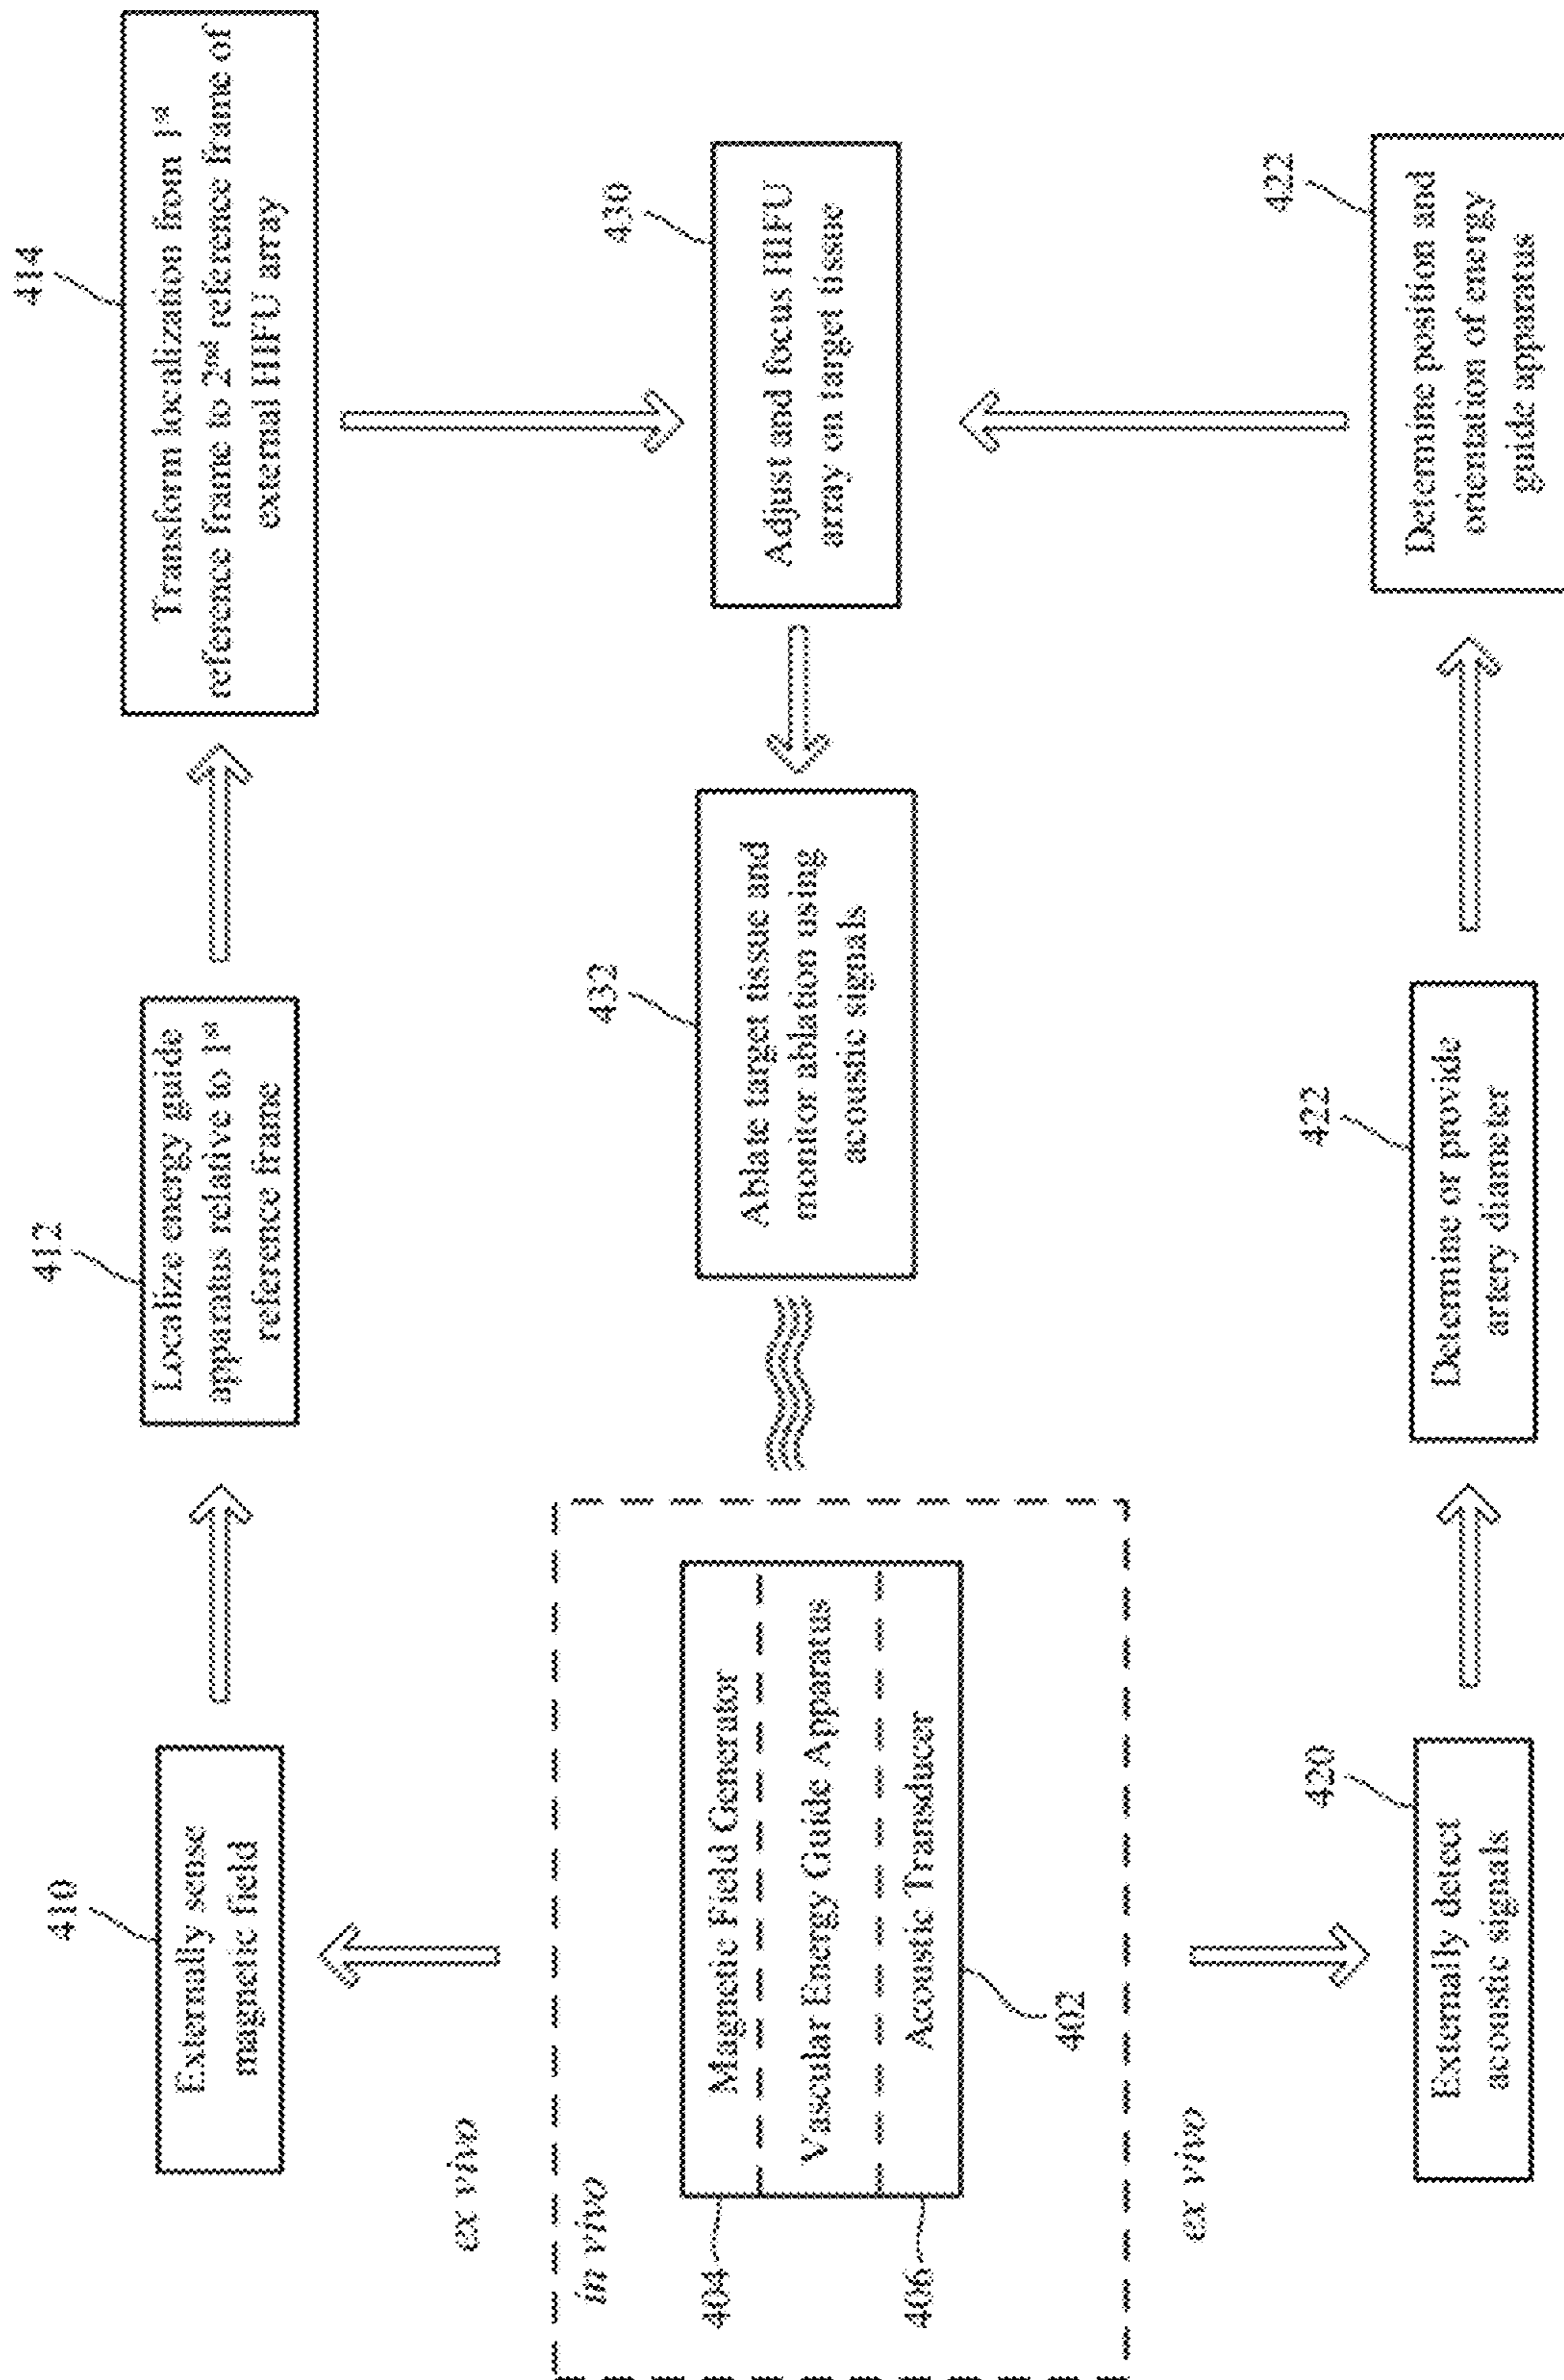 410
Externally sense
magnetic field
412
Localize energy guide
apparatus relative to 1st
reference frame
414
Transform localization from 1st
reference frame to 2nd reference frame of
external HIFU array
ex vivo
in vivo
404
Magnetic Field Generator
Vascular Energy Guide Apparatus
406
Acoustic Transducer
402
432
Ablate target tissue and
monitor ablation using
acoustic signals
430
Adjust and focus HIFU
array on target tissue
ex vivo
420
Externally detect
acoustic signals
422
Determine or provide
artery diameter
422
Determine position and
orientation of energy
guide apparatus